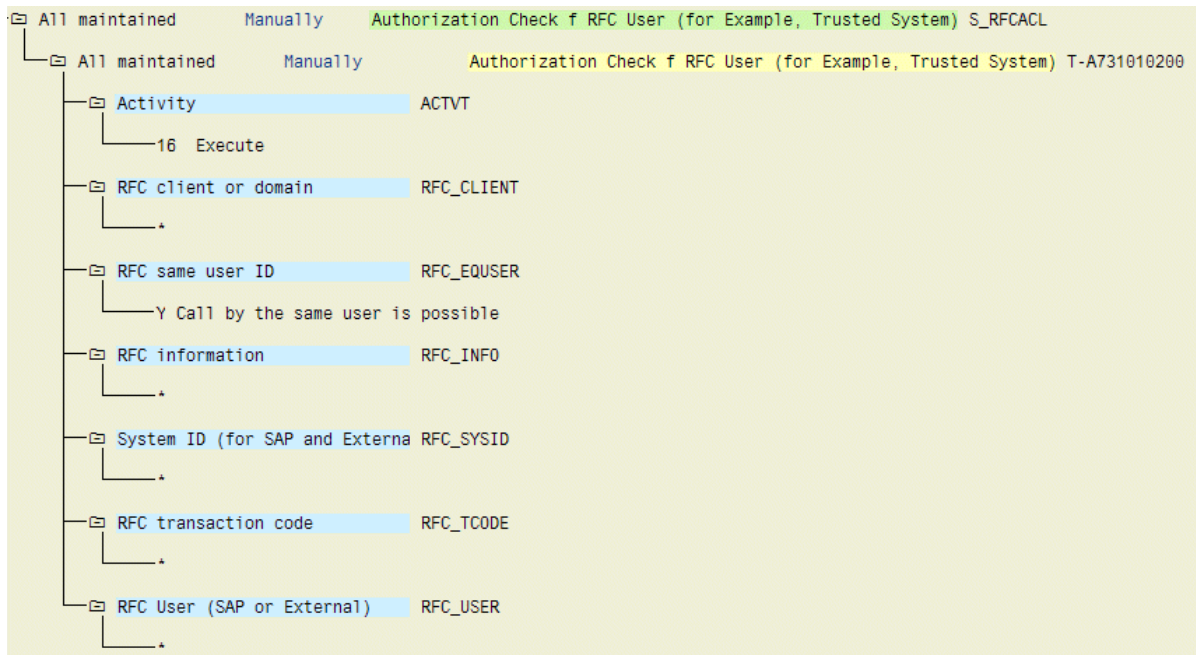 All maintained Manually Authorization Check f RFC User (for Example, Trusted System) S_RFCACL
All maintained Manually Authorization Check f RFC User (for Example, Trusted System) T-A731010200
Activity ACTVT
16 Execute
RFC client or domain RFC_CLIENT
*
RFC same user ID RFC_EQUSER
Y Call by the same user is possible
RFC information RFC_INFO
*
System ID (for SAP and Externa RFC_SYSID
*
RFC transaction code RFC_TCODE
*
RFC User (SAP or External) RFC_USER
*